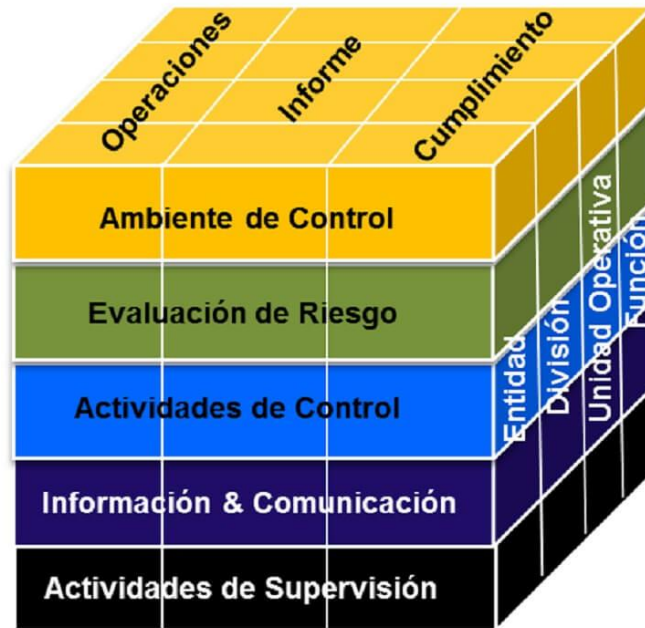 Operaciones
Informe
Cumplimiento
Ambiente de Control
Evaluación de Riesgo
Actividades de Control
Información & Comunicación
Actividades de Supervisión
Entidad
División
Unidad Operativa
Función